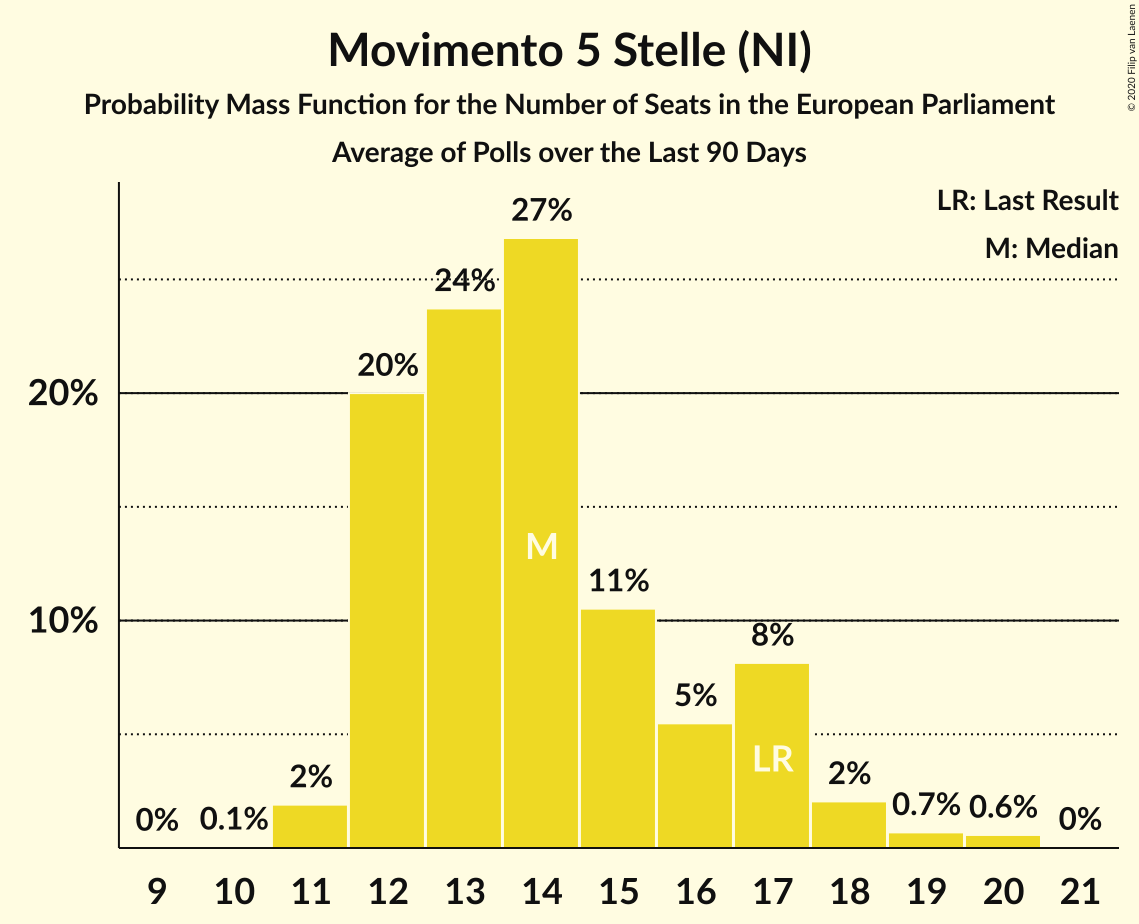 Movimento 5 Stelle (NI)
Probability Mass Function for the Number of Seats in the European Parliament
Average of Polls over the Last 90 Days
© 2020 Filip van Laenen
LR: Last Result
M: Median
27%
24%
20%
20%
M
11%
10%
8%
5%
LR
2%
2%
0%
0.1%
0.7%
0.6%
0%
9 10 11 12 13 14 15 16 17 18 19 20 21